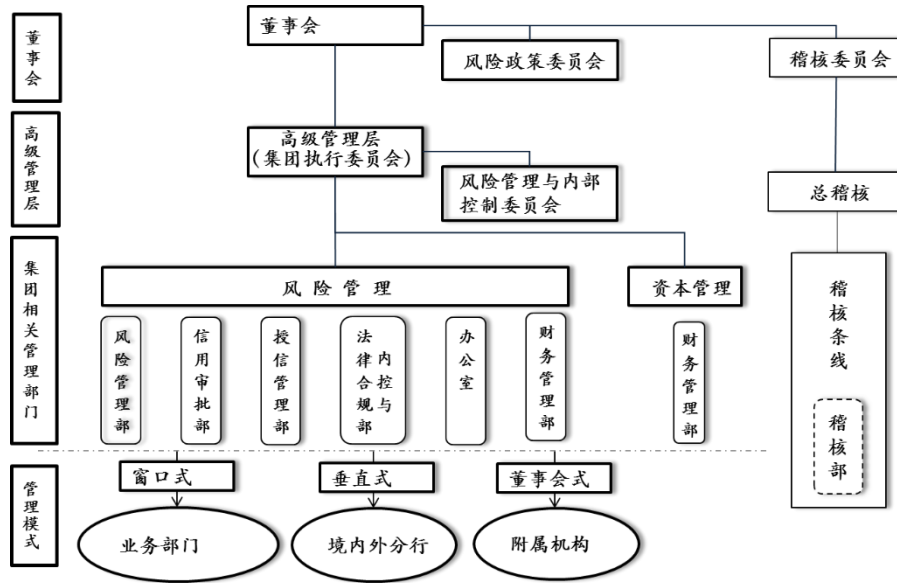 董事会
董事会
风险政策委员会
稽核委员会
高级管理层
高级管理层
(集团执行委员会)
风险管理与内部
控制委员会
总稽核
集团相关管理部门
风险管理
资本管理
稽核条线
风险管理部
信用审批部
授信管理部
法律合规部
内控与
办公室
财务管理部
财务管理部
稽核部
管理模式
窗口式
垂直式
董事会式
业务部门
境内外分行
附属机构